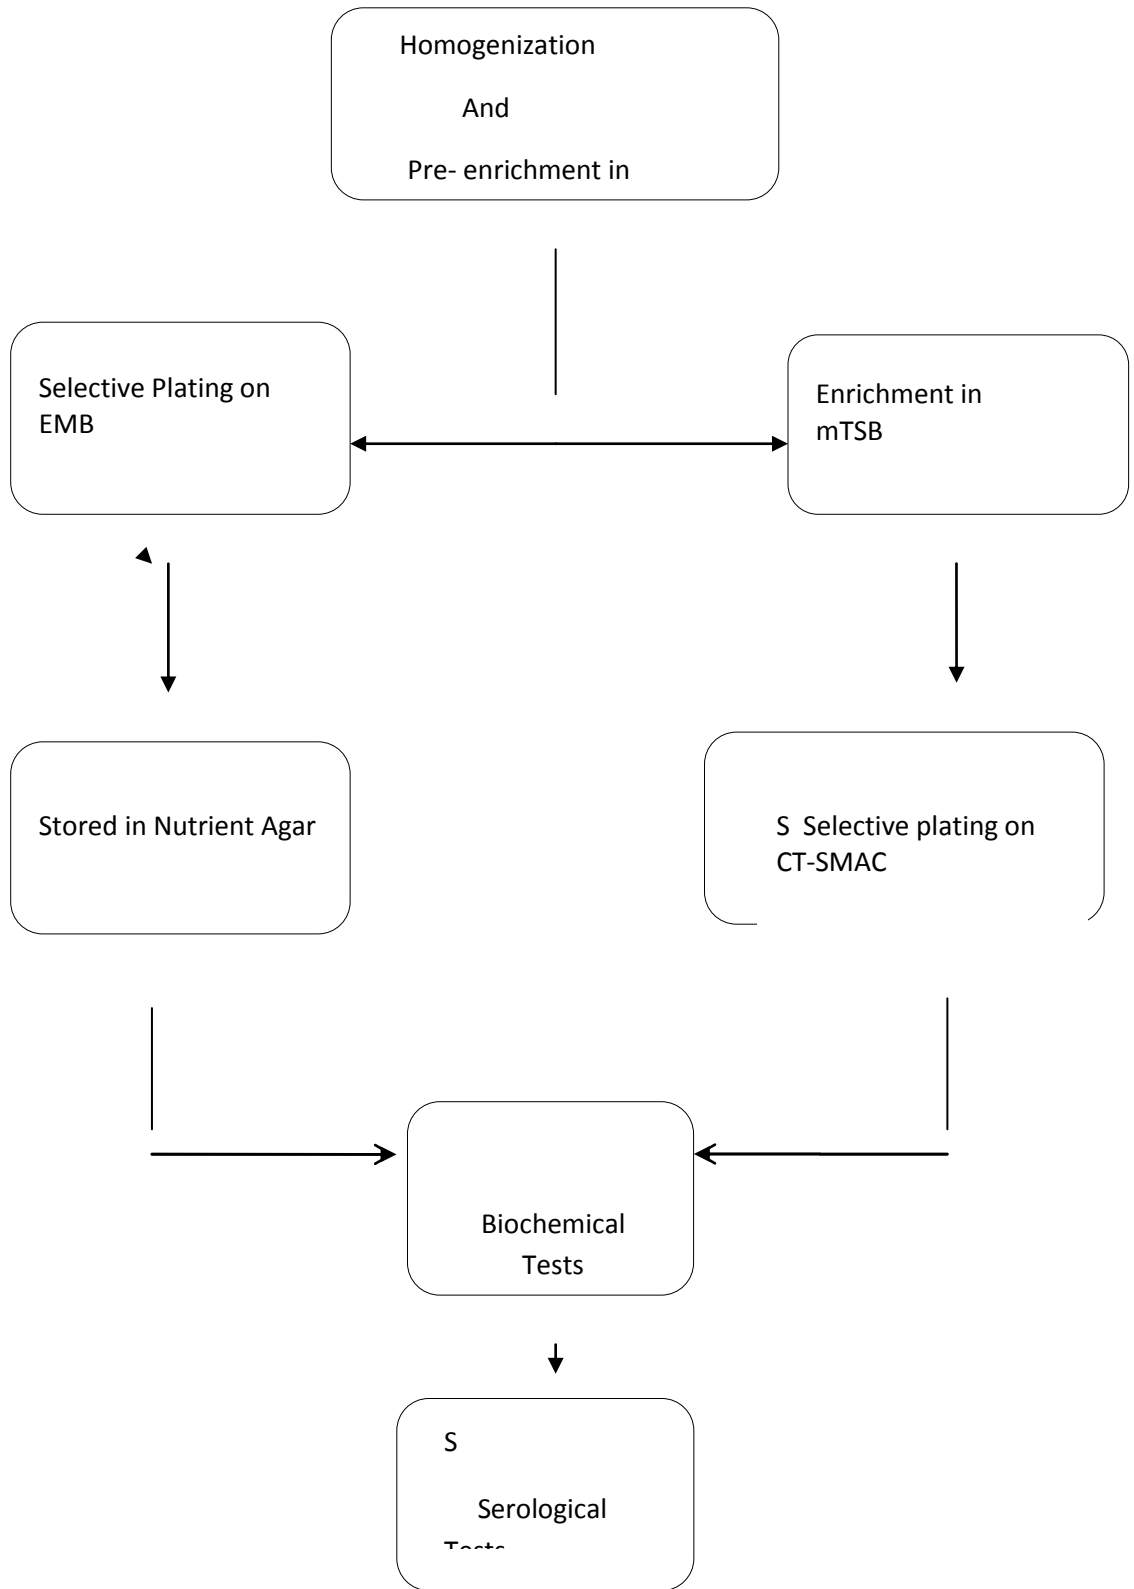 Homogenization
And
Pre- enrichment in
Selective Plating on
EMB
Enrichment in
mTSB
Stored in Nutrient Agar
S Selective plating on
CT-SMAC
Biochemical
Tests
S
Serological
Tests